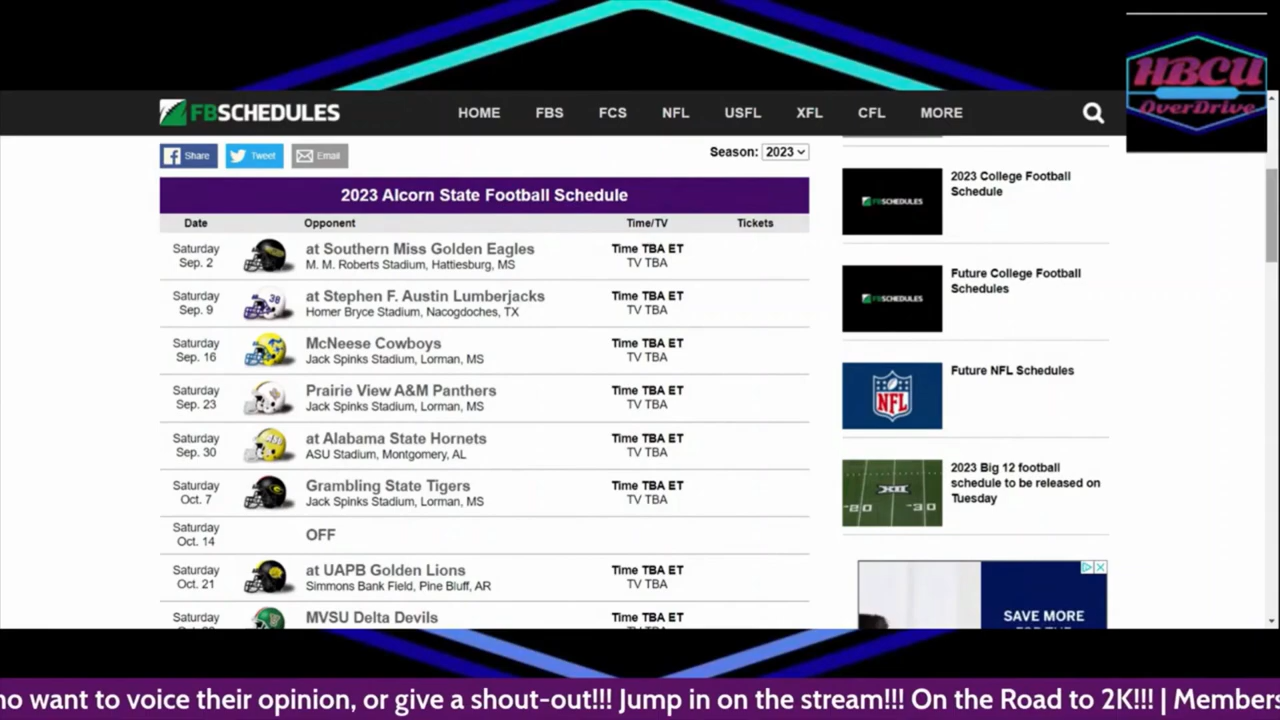 HBCU
OverDrive
FBSCHEDULES
HOME FBS FCS NFL USFL XFL CFL MORE
Share Tweet Email
Season: 2023
2023 Alcorn State Football Schedule
Date Opponent Time/TV Tickets
Saturday
Sep. 2
at Southern Miss Golden Eagles
M. M. Roberts Stadium, Hattiesburg, MS
Time TBA ET
TV TBA
Saturday
Sep. 9
38
at Stephen F. Austin Lumberjacks
Homer Bryce Stadium, Nacogdoches, TX
Time TBA ET
TV TBA
Saturday
Sep. 16
McNeese Cowboys
Jack Spinks Stadium, Lorman, MS
Time TBA ET
TV TBA
Saturday
Sep. 23
Prairie View A&M Panthers
Jack Spinks Stadium, Lorman, MS
Time TBA ET
TV TBA
Saturday
Sep. 30
at Alabama State Hornets
ASU Stadium, Montgomery, AL
Time TBA ET
TV TBA
Saturday
Oct. 7
Grambling State Tigers
Jack Spinks Stadium, Lorman, MS
Time TBA ET
TV TBA
Saturday
Oct. 14
OFF
Saturday
Oct. 21
at UAPB Golden Lions
Simmons Bank Field, Pine Bluff, AR
Time TBA ET
TV TBA
Saturday
MVSU Delta Devils
Time TBA ET
FBSCHEDULES
2023 College Football
Schedule
FBSCHEDULES
Future College Football
Schedules
NFL
Future NFL Schedules
XII
20 30
2023 Big 12 football
schedule to be released on
Tuesday
SAVE MORE
ho want to voice their opinion, or give a shout-out!!! Jump in on the stream!!! On the Road to 2K!!! | Members